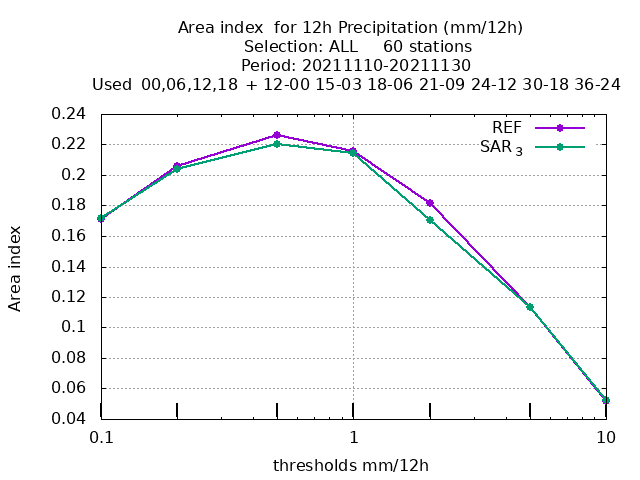 Area index  for 12h Precipitation (mm/12h)
Selection: ALL     60 stations
Period: 20211110-20211130
Used  00,06,12,18  + 12-00 15-03 18-06 21-09 24-12 30-18 36-24
REF
SAR 3
0.24
0.22
0.2
0.18
0.16
0.14
0.12
0.1
0.08
0.06
0.04
Area index
0.1 1 10
thresholds mm/12h